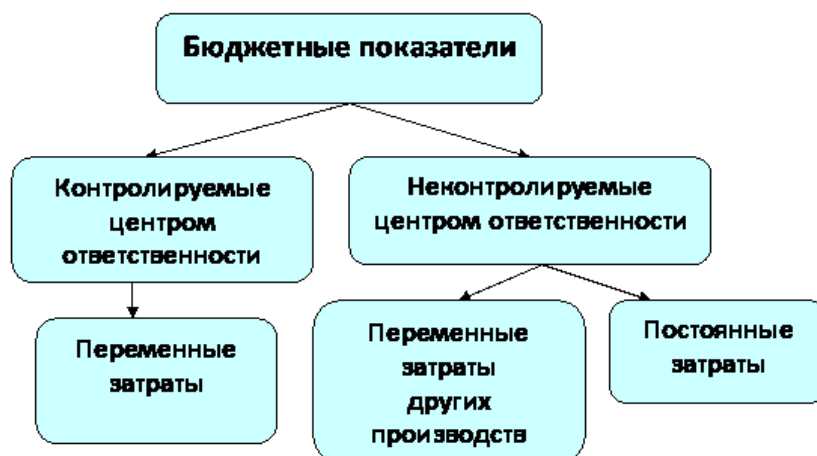 Бюджетные показатели
Контролируемые
центром
ответственности
Неконтролируемые
центром ответственности
Переменные
затраты
Переменные
затраты
других
производств
Постоянные
затраты